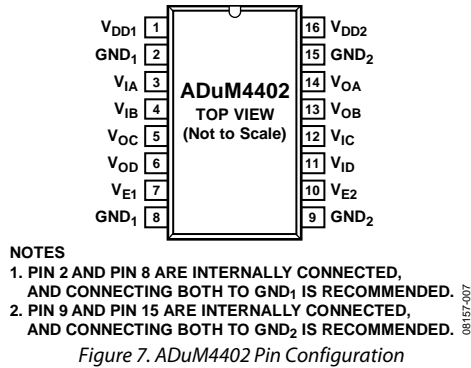 VDD1 1 16 VDD2
GND1 2 15 GND2
VIA 3 14 VOA
ADuM4402
VIB 4 13 VOB
TOP VIEW
(Not to Scale)
VOC 5 12 VIC
VOD 6 11 VID
VE1 7 10 VE2
GND1 8 9 GND2
NOTES
1. PIN 2 AND PIN 8 ARE INTERNALLY CONNECTED,
AND CONNECTING BOTH TO GND1 IS RECOMMENDED.
2. PIN 9 AND PIN 15 ARE INTERNALLY CONNECTED,
AND CONNECTING BOTH TO GND2 IS RECOMMENDED.
08157-007
Figure 7. ADuM4402 Pin Configuration